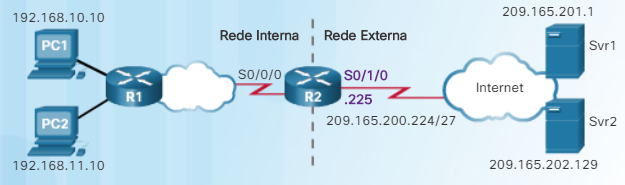 192.168.10.10
PC1
R1
PC2
192.168.11.10
Rede Interna
Rede Externa
S0/0/0
R2
S0/1/0
.225
209.165.200.224/27
Internet
209.165.201.1
Svr1
Svr2
209.165.202.129